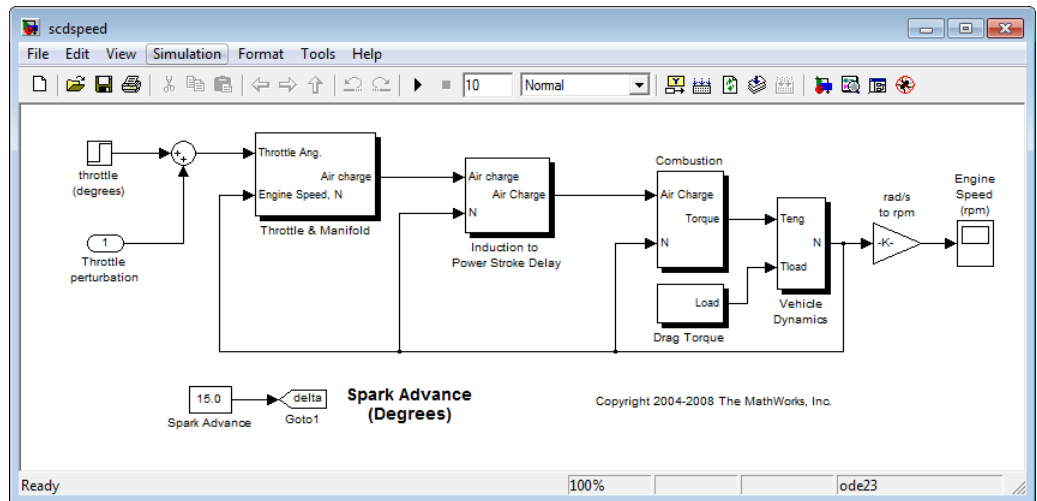 scdspeed
File Edit View Simulation Format Tools Help
10 Normal
throttle
(degrees)
1
Throttle
perturbation
Throttle Ang.
Air charge
Engine Speed, N
Throttle & Manifold
Air charge
Air Charge
N
Induction to
Power Stroke Delay
Combustion
Air Charge
Torque
N
Load
Drag Torque
Teng
N
Tload
Vehicle
Dynamics
rad/s
to rpm
-K-
Engine
Speed
(rpm)
15.0
Spark Advance
delta
Goto1
Spark Advance
(Degrees)
Copyright 2004-2008 The MathWorks, Inc.
Ready 100% ode23